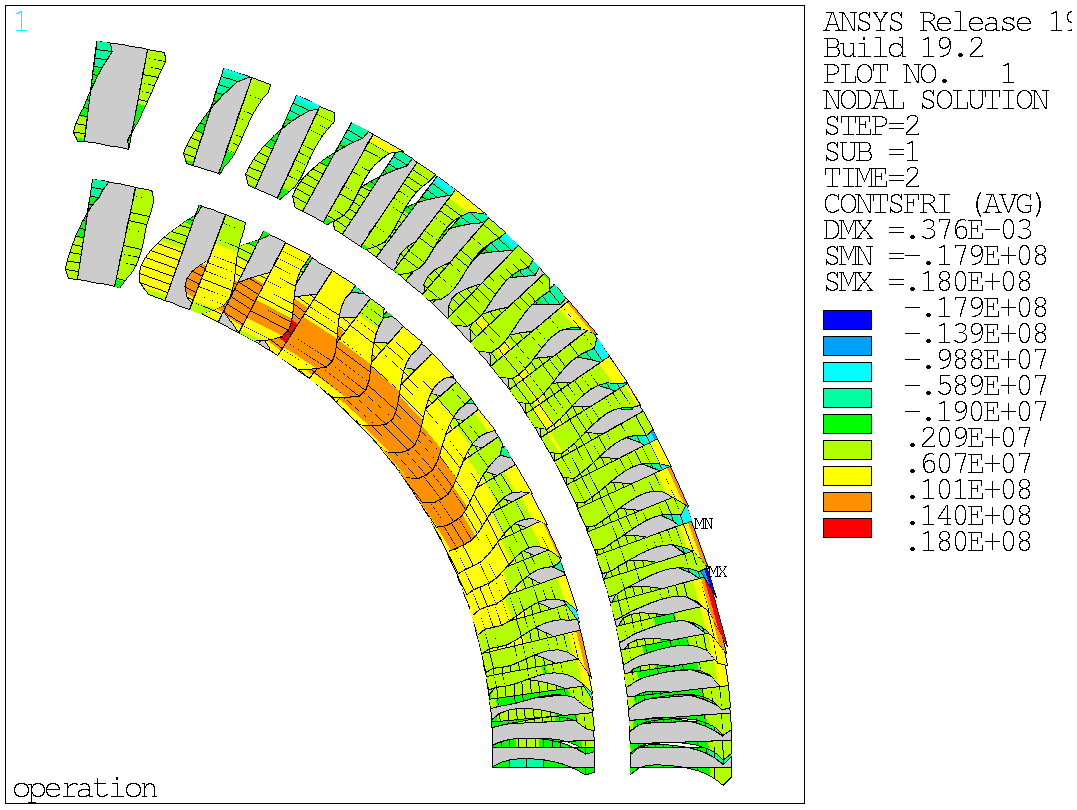 1
ANSYS Release 19
Build 19.2
PLOT NO. 1
NODAL SOLUTION
STEP=2
SUB =1
TIME=2
CONTSFRI (AVG)
DMX =.376E-03
SMN =-.179E+08
SMX =.180E+08
-.179E+08
-.139E+08
-.988E+07
-.589E+07
-.190E+07
.209E+07
.607E+07
.101E+08
.140E+08
.180E+08
MN
MX
operation